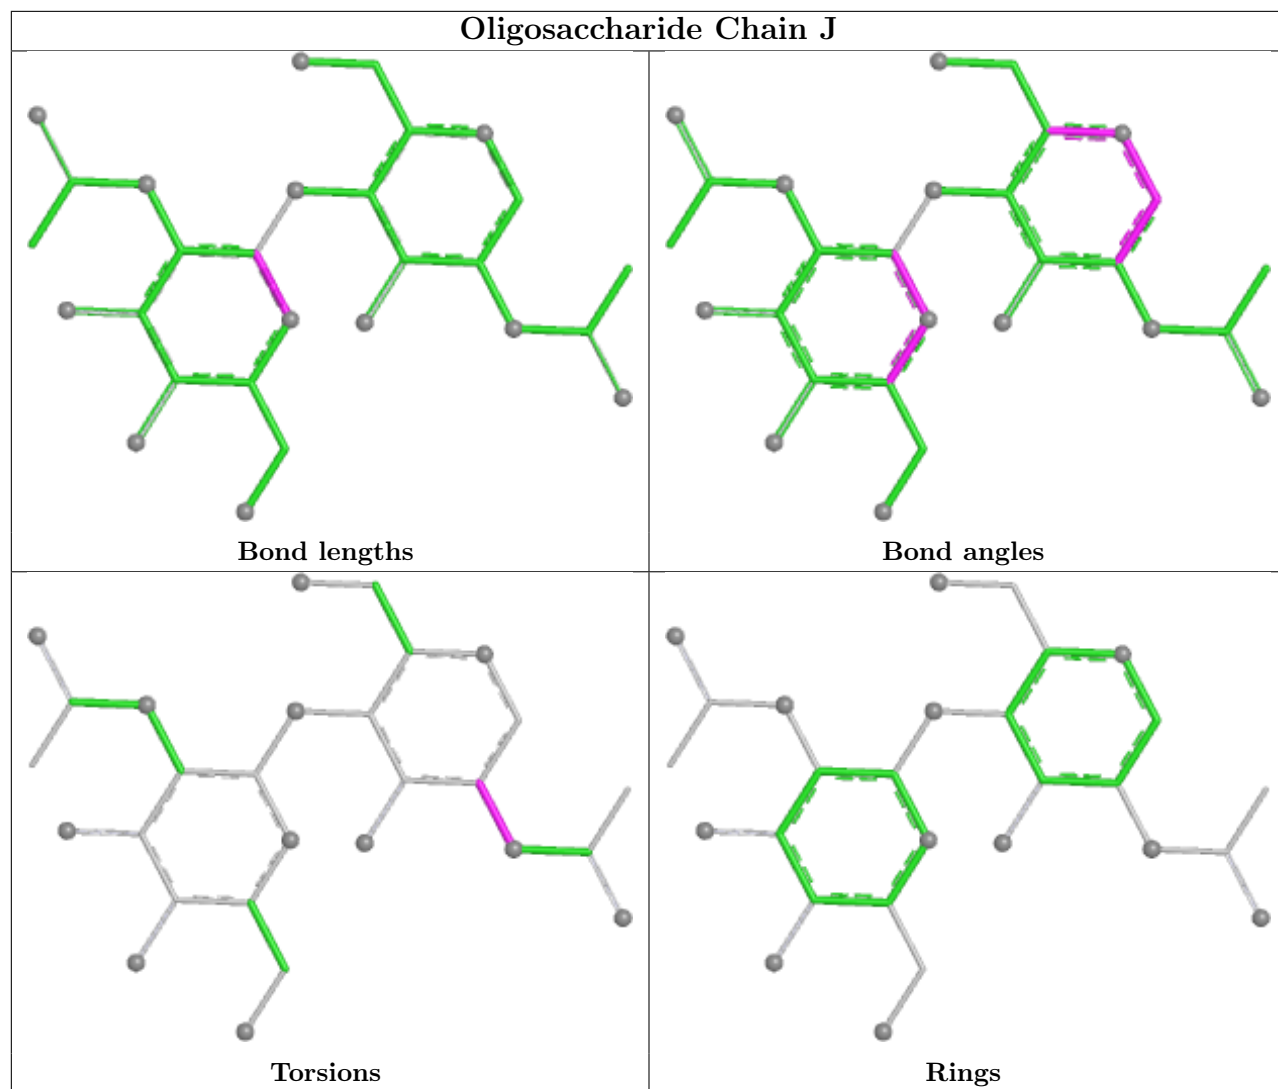 Oligosaccharide Chain J
Bond lengths
Bond angles
Torsions
Rings